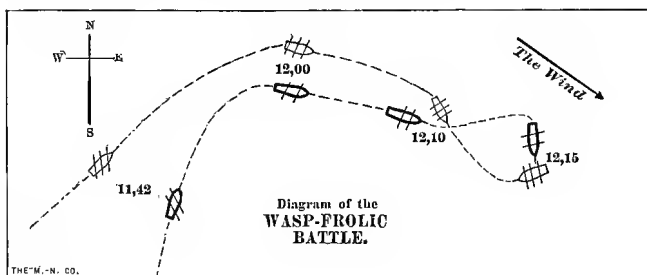 N
W E
S
The Wind
12,00
12,10
11,42
12,15
Diagram of the
WASP-FROLIC
BATTLE.
THE M.-N. CO.